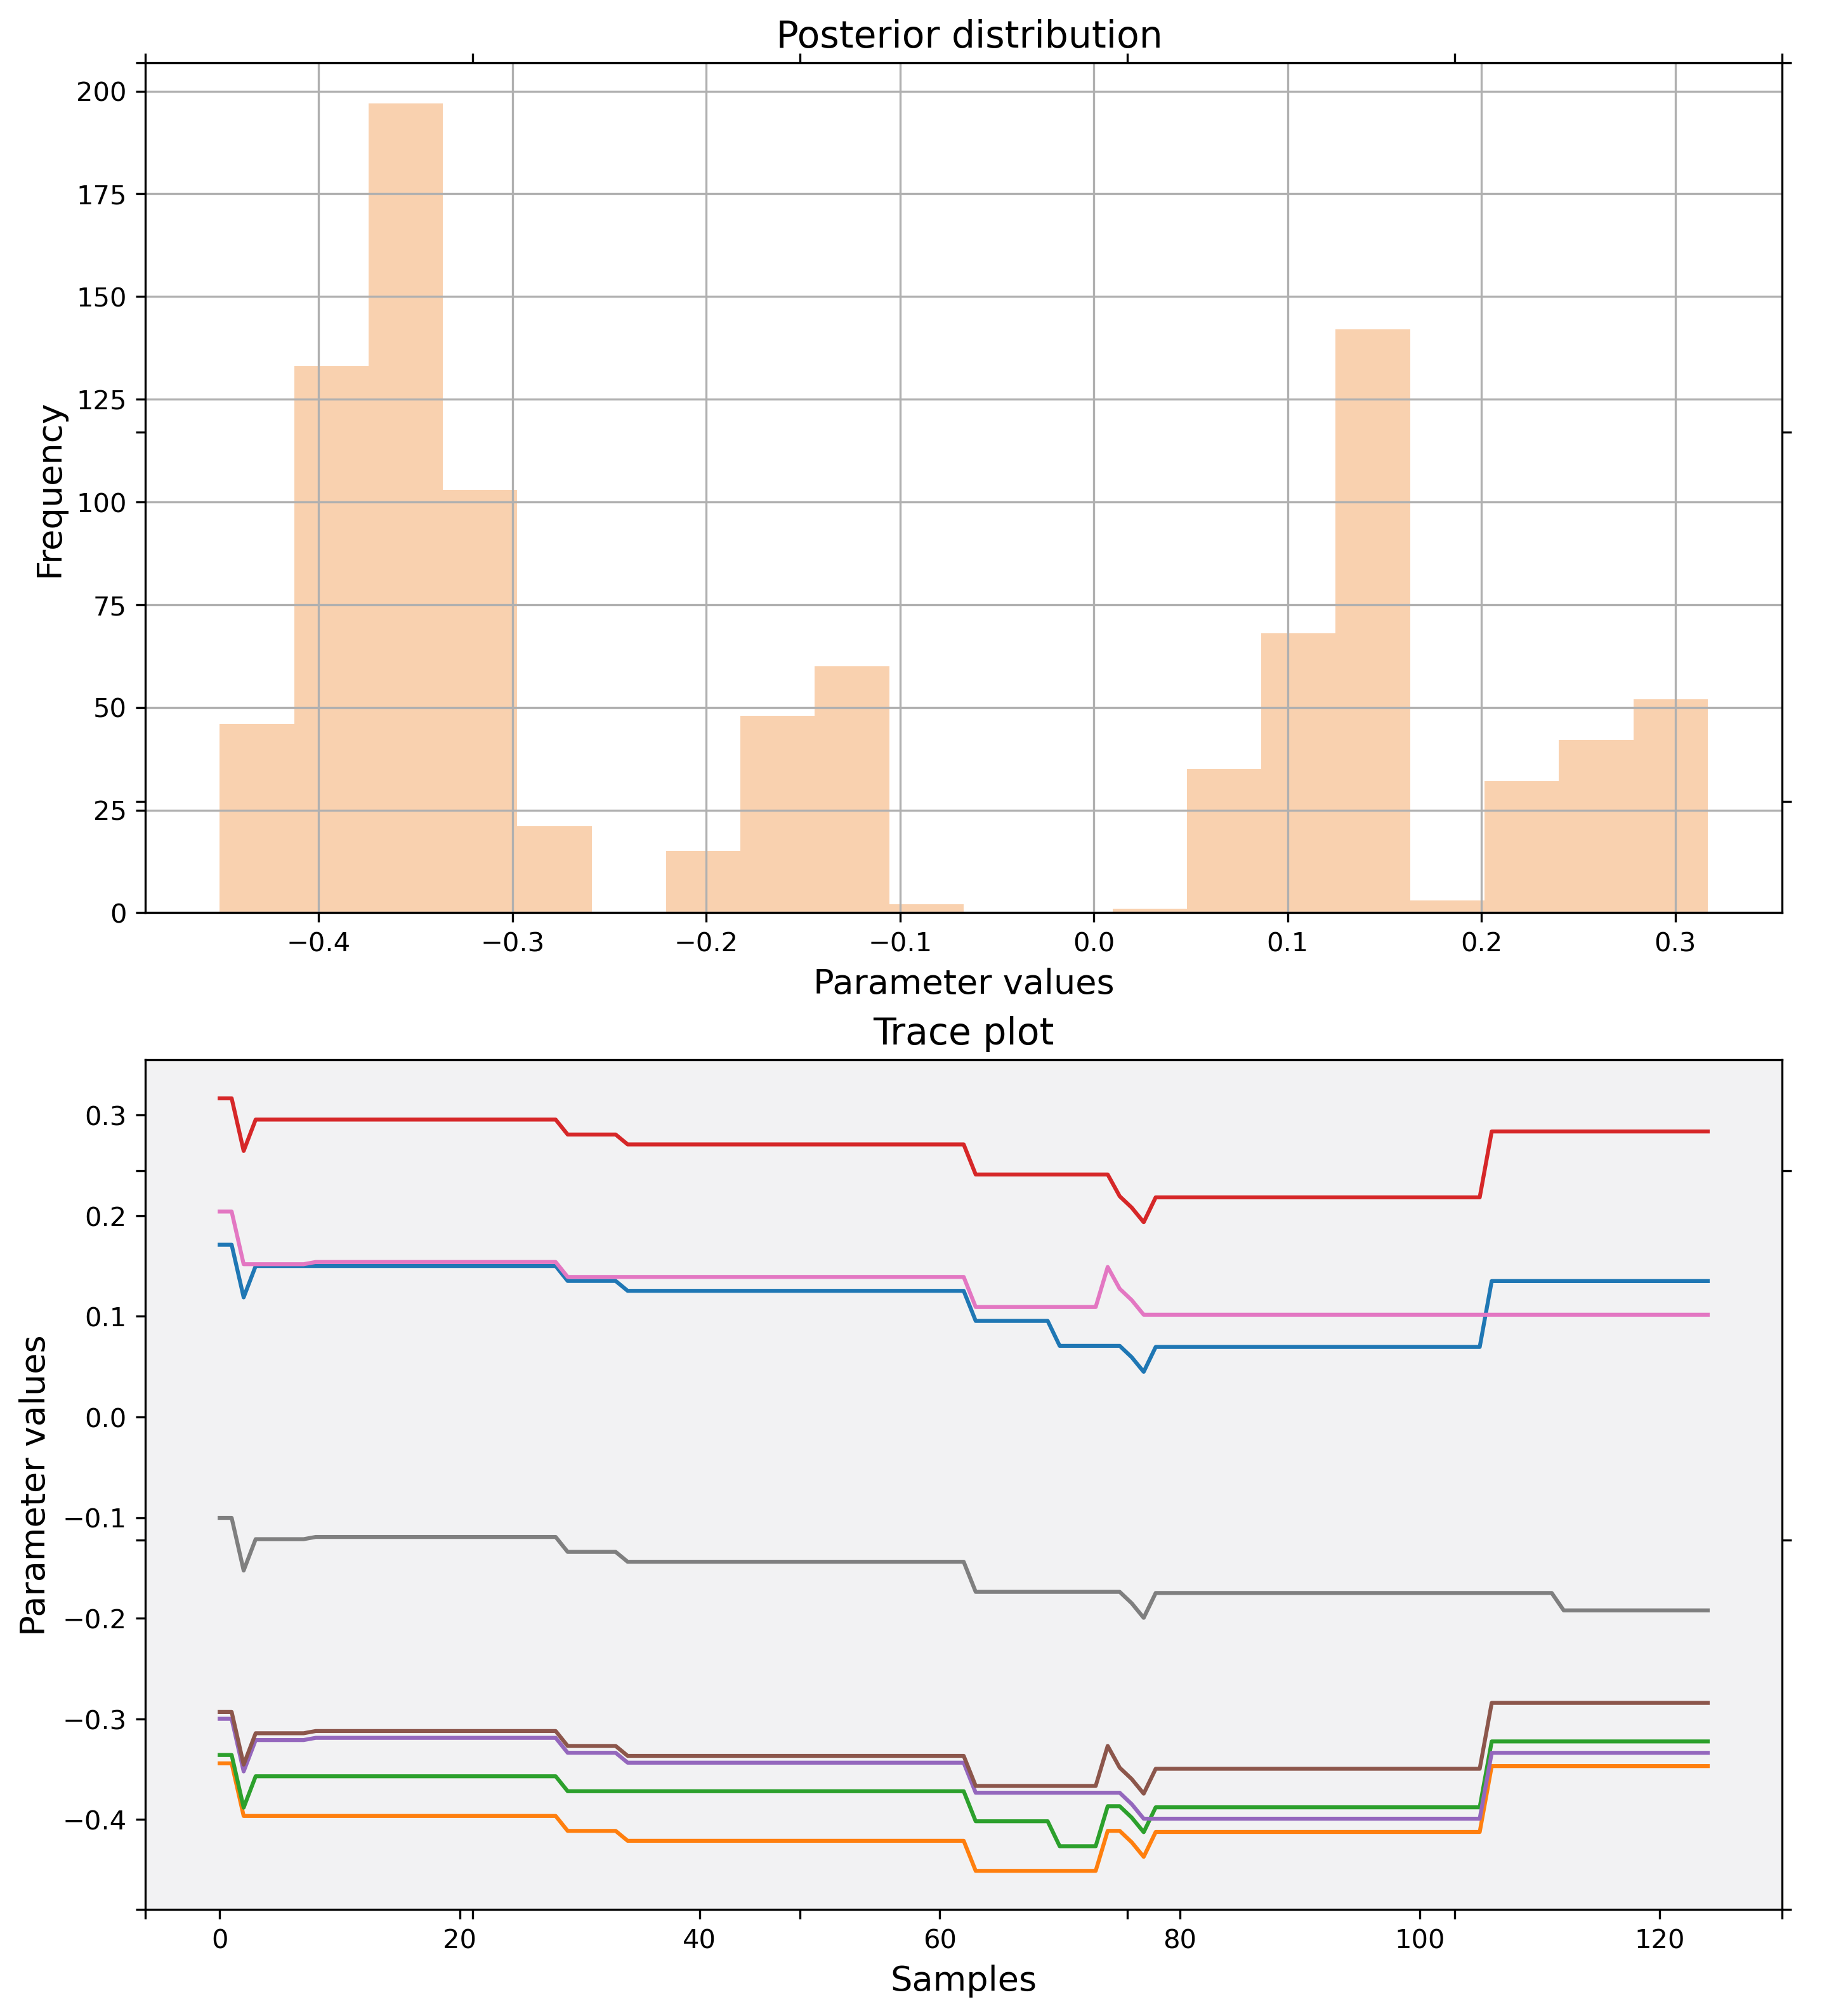 Posterior distribution
200
175
150
125
100
75
50
25
0
Frequency
−0.4 −0.3 −0.2 −0.1 0.0 0.1 0.2 0.3
Parameter values
Trace plot
0.3
0.2
0.1
0.0
−0.1
−0.2
−0.3
−0.4
Parameter values
0 20 40 60 80 100 120
Samples